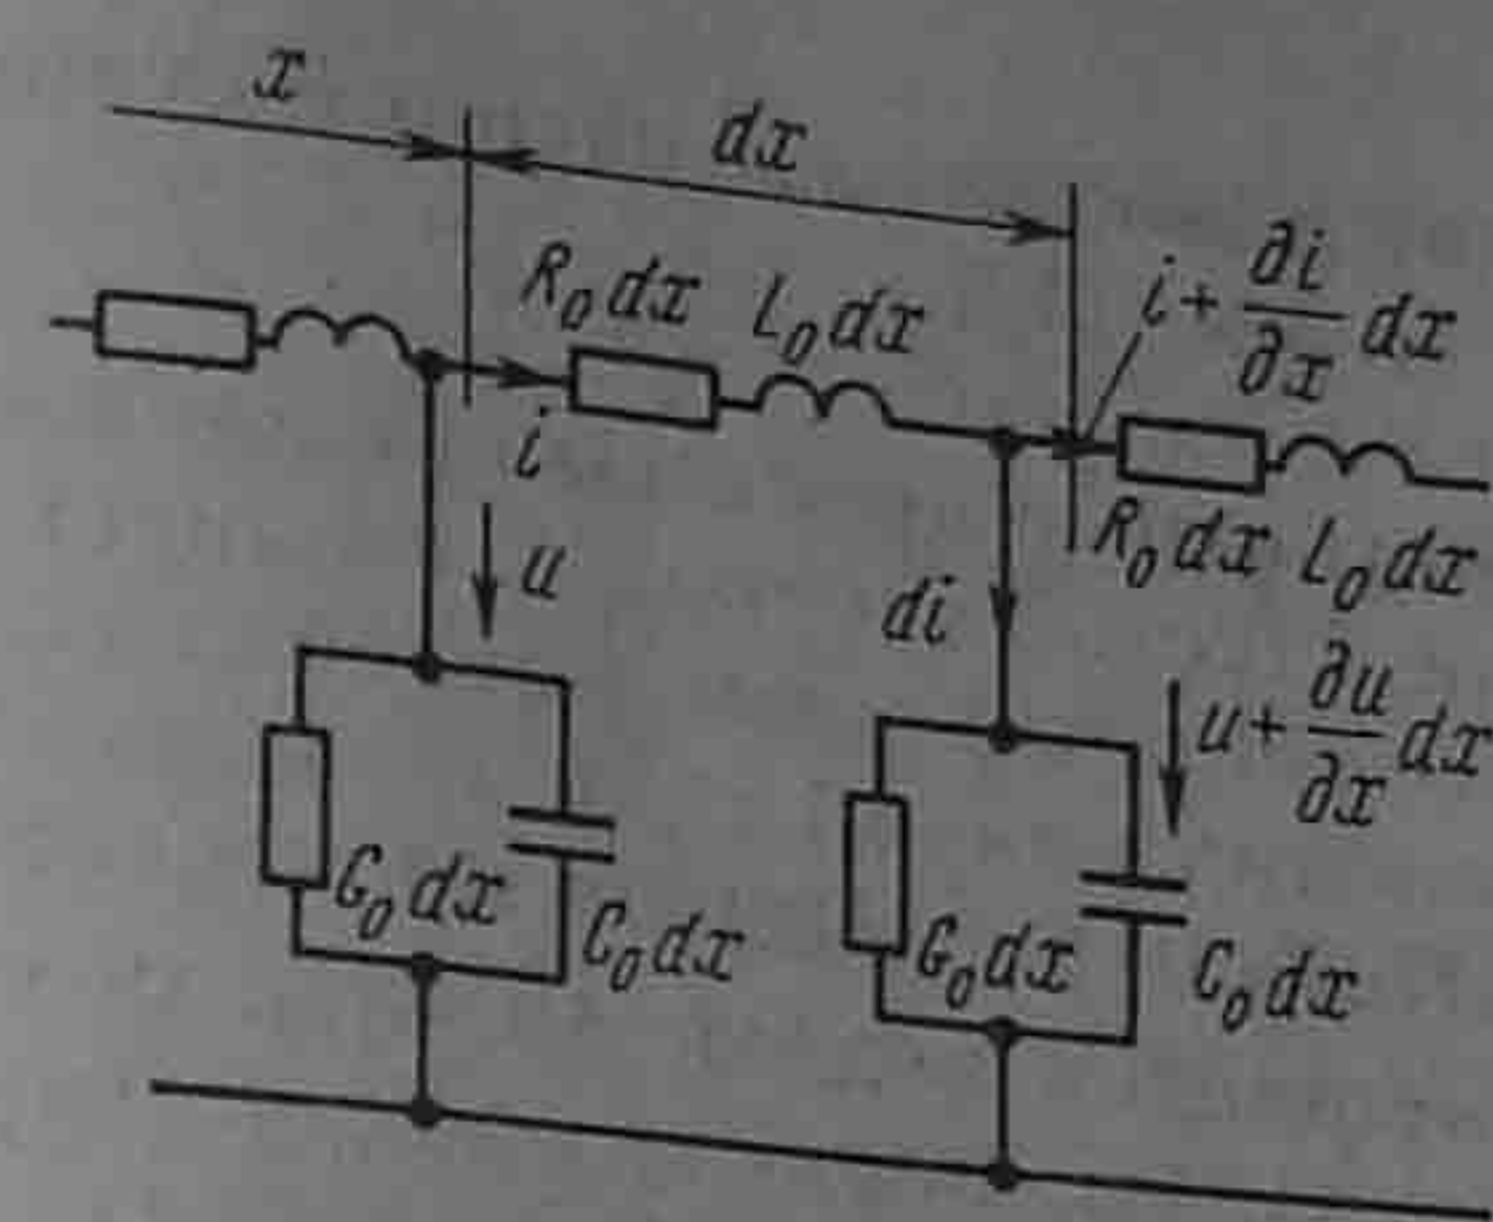 x
dx
R₀dx L₀dx
i + ∂i/∂x dx
i
R₀dx L₀dx
u
di
u + ∂u/∂x dx
G₀dx
C₀dx
G₀dx
C₀dx